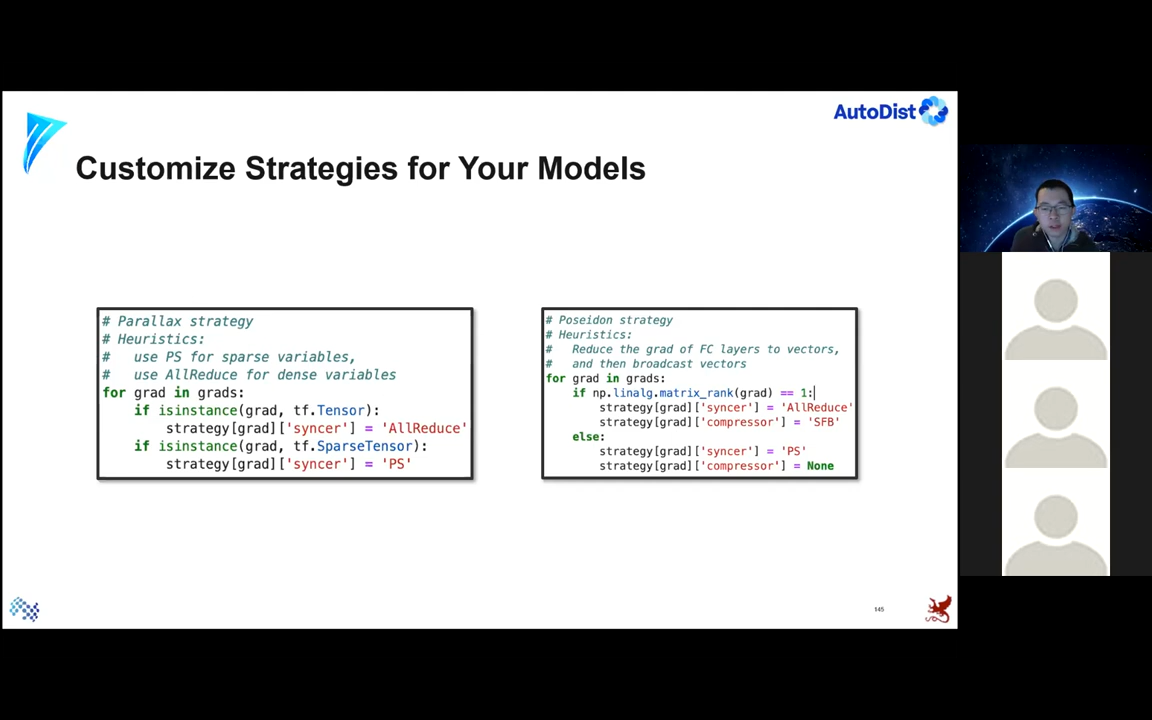 AutoDist
Customize Strategies for Your Models
# Parallax strategy
# Heuristics:
#   use PS for sparse variables,
#   use AllReduce for dense variables
for grad in grads:
    if isinstance(grad, tf.Tensor):
        strategy[grad]['syncer'] = 'AllReduce'
    if isinstance(grad, tf.SparseTensor):
        strategy[grad]['syncer'] = 'PS'
# Poseidon strategy
# Heuristics:
#   Reduce the grad of FC layers to vectors,
#   and then broadcast vectors
for grad in grads:
    if np.linalg.matrix_rank(grad) == 1:
        strategy[grad]['syncer'] = 'AllReduce'
        strategy[grad]['compressor'] = 'SFB'
    else:
        strategy[grad]['syncer'] = 'PS'
        strategy[grad]['compressor'] = None
145